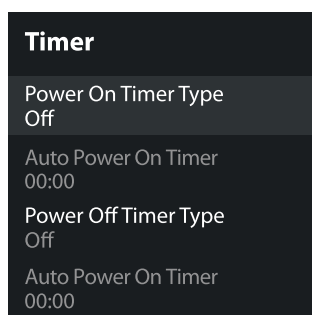 Timer
Power On Timer Type
Off
Auto Power On Timer
00:00
Power Off Timer Type
Off
Auto Power On Timer
00:00